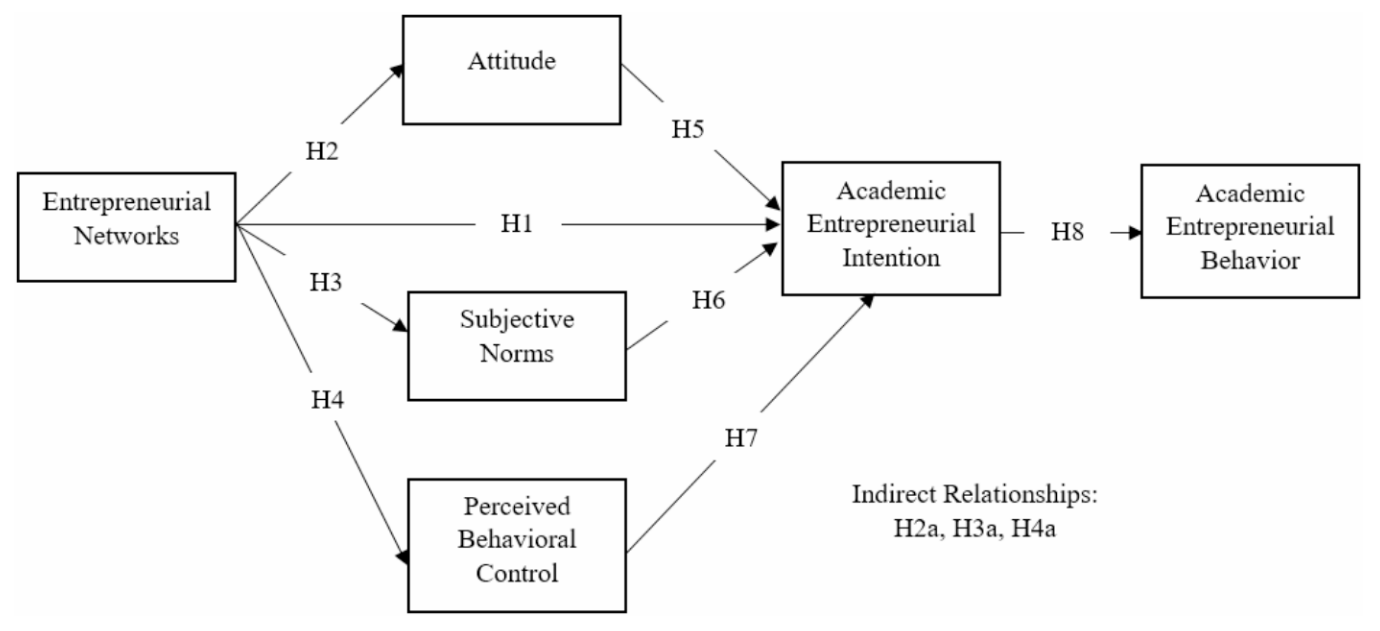 Attitude
H5
H2
Entrepreneurial
Networks
H1
Academic
Entrepreneurial
Intention
H8
Academic
Entrepreneurial
Behavior
H3
H6
Subjective
Norms
H4
H7
Perceived
Behavioral
Control
Indirect Relationships:
H2a, H3a, H4a